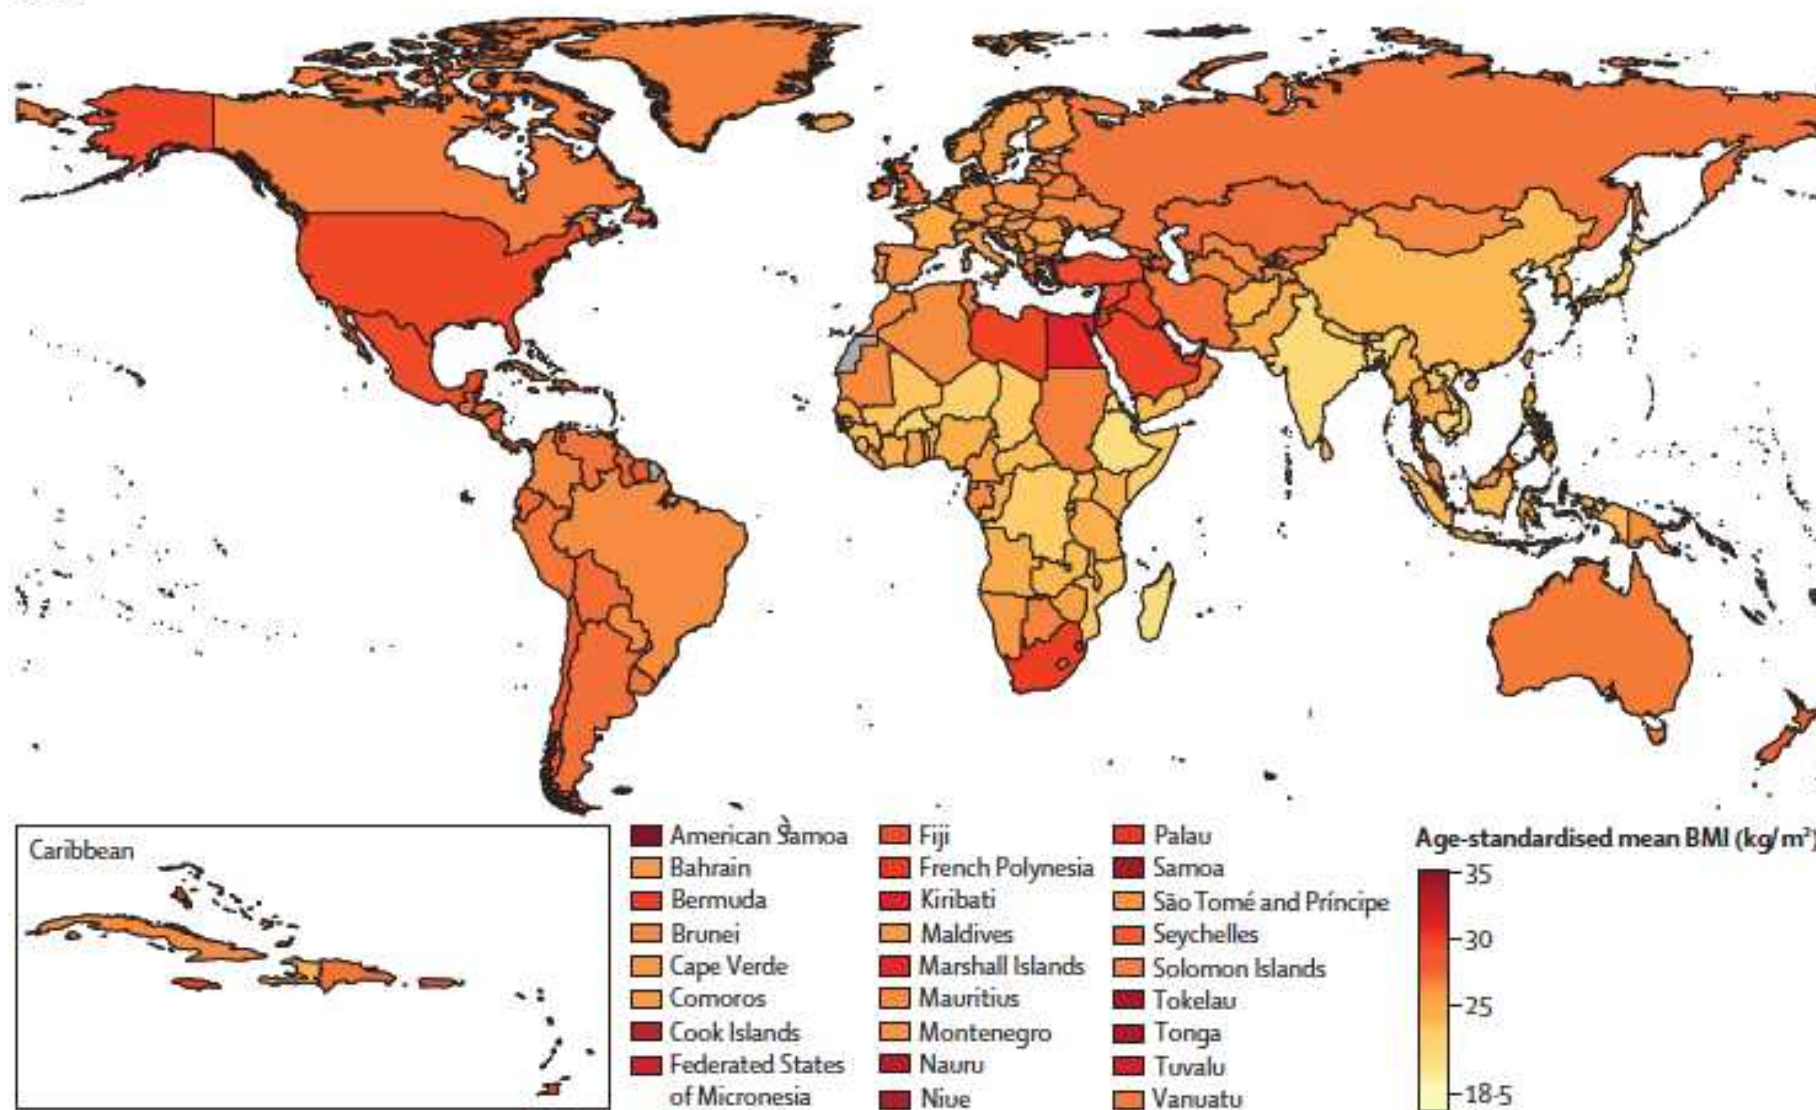 Caribbean
American Samoa
Bahrain
Bermuda
Brunei
Cape Verde
Comoros
Cook Islands
Federated States
of Micronesia
Fiji
French Polynesia
Kiribati
Maldives
Marshall Islands
Mauritius
Montenegro
Nauru
Niue
Palau
Samoa
São Tomé and Príncipe
Seychelles
Solomon Islands
Tokelau
Tonga
Tuvalu
Vanuatu
Age-standardised mean BMI (kg/m²)
35
30
25
18·5